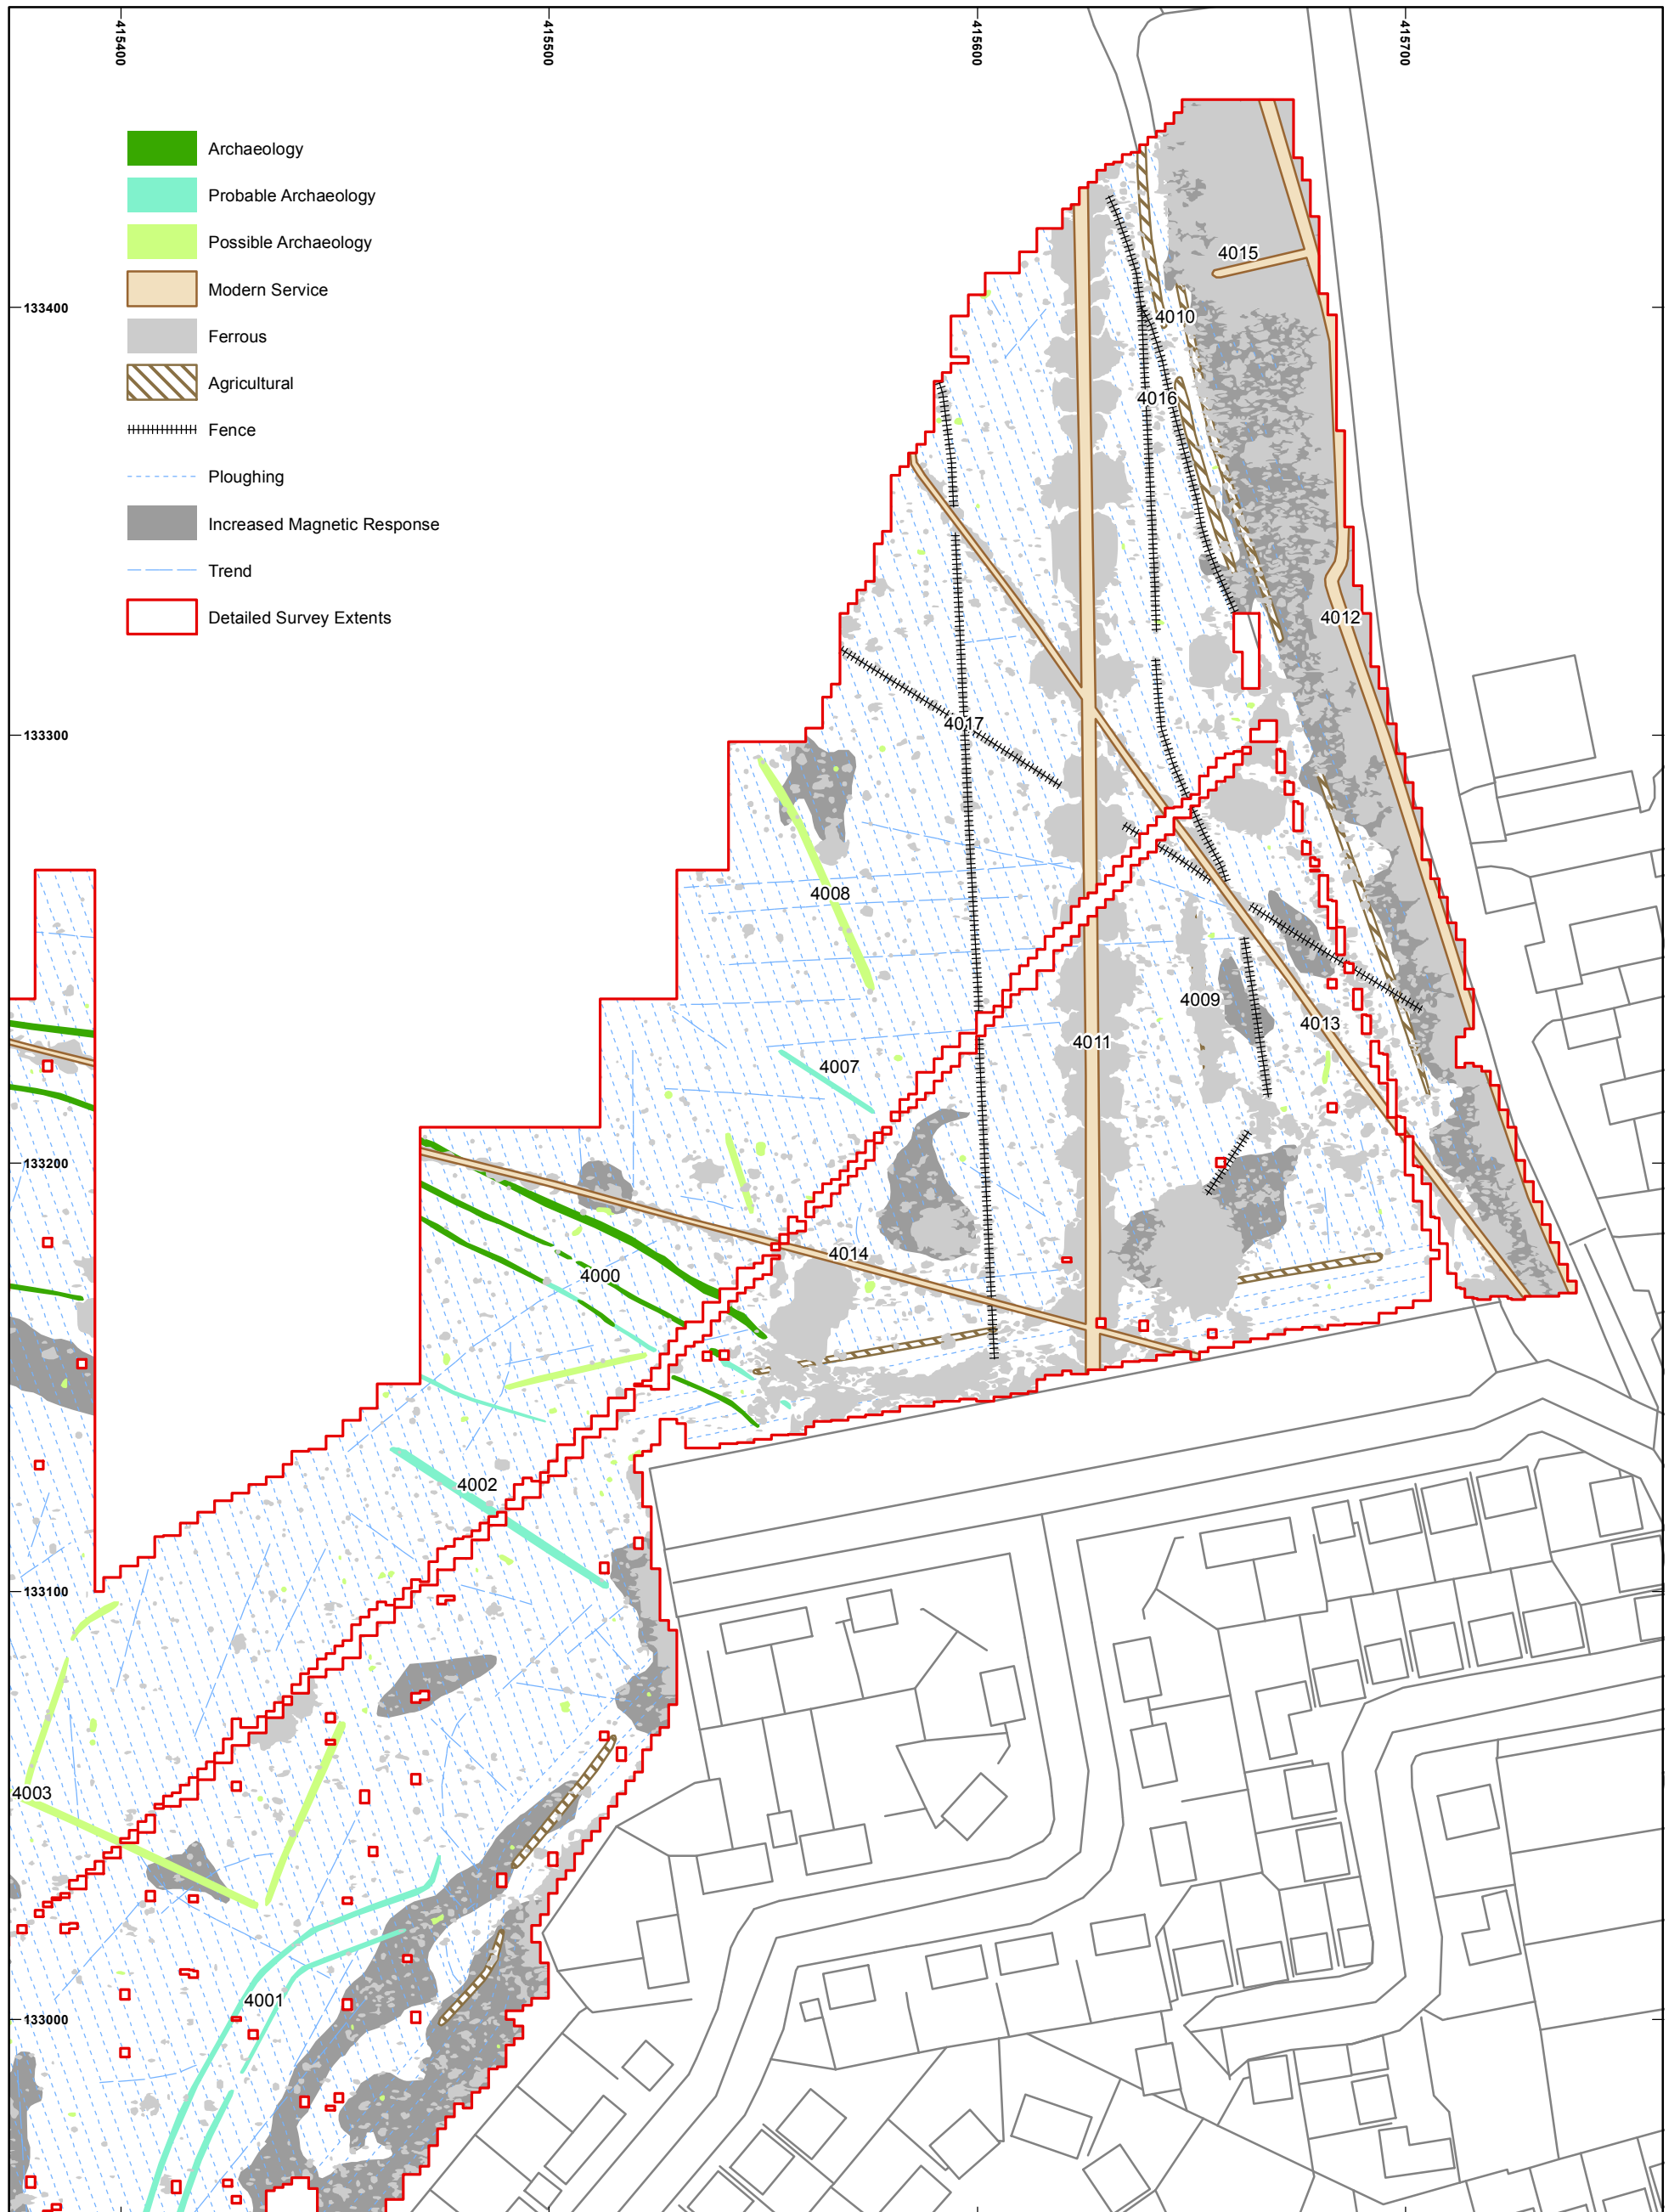 415400
415500
415600
415700
Archaeology
Probable Archaeology
Possible Archaeology
Modern Service
Ferrous
Agricultural
Fence
Ploughing
Increased Magnetic Response
Trend
Detailed Survey Extents
4015
133400
4010
4016
4012
4017
133300
4008
4009
4013
4011
4007
133200
4014
4000
4002
133100
4003
4001
133000